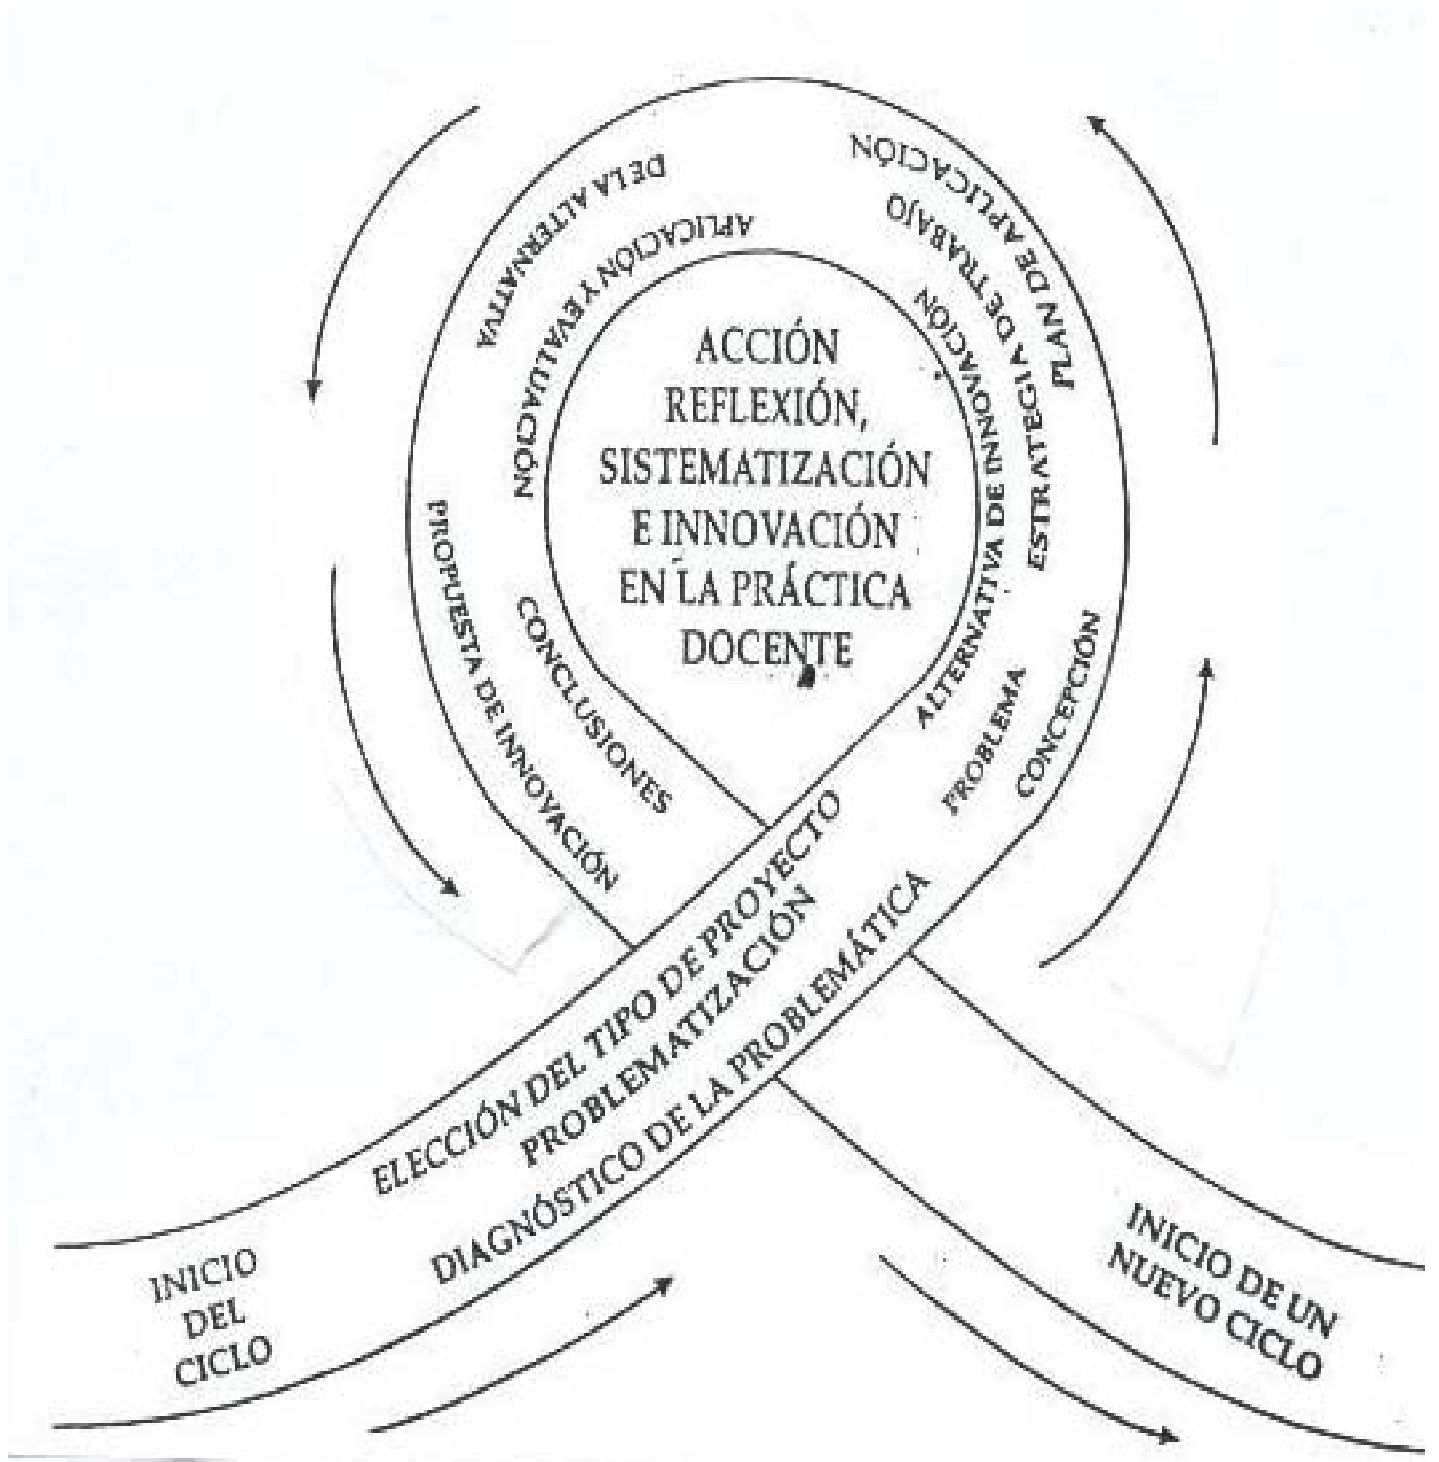 INICIO
DEL
CICLO
ELECCIÓN DEL TIPO DE PROYECTO
PROBLEMATIZACIÓN
DIAGNÓSTICO DE LA PROBLEMÁTICA
PROBLEMA
CONCEPCIÓN
ALTERNATIVA DE INNOVACIÓN
ESTRATEGIA DE TRABAJO
PLAN DE APLICACIÓN
APLICACIÓN Y EVALUACIÓN
DE LA ALTERNATIVA
CONCLUSIONES
PROPUESTA DE INNOVACIÓN
ACCIÓN
REFLEXIÓN,
SISTEMATIZACIÓN
E INNOVACIÓN
EN LA PRÁCTICA
DOCENTE
INICIO DE UN
NUEVO CICLO